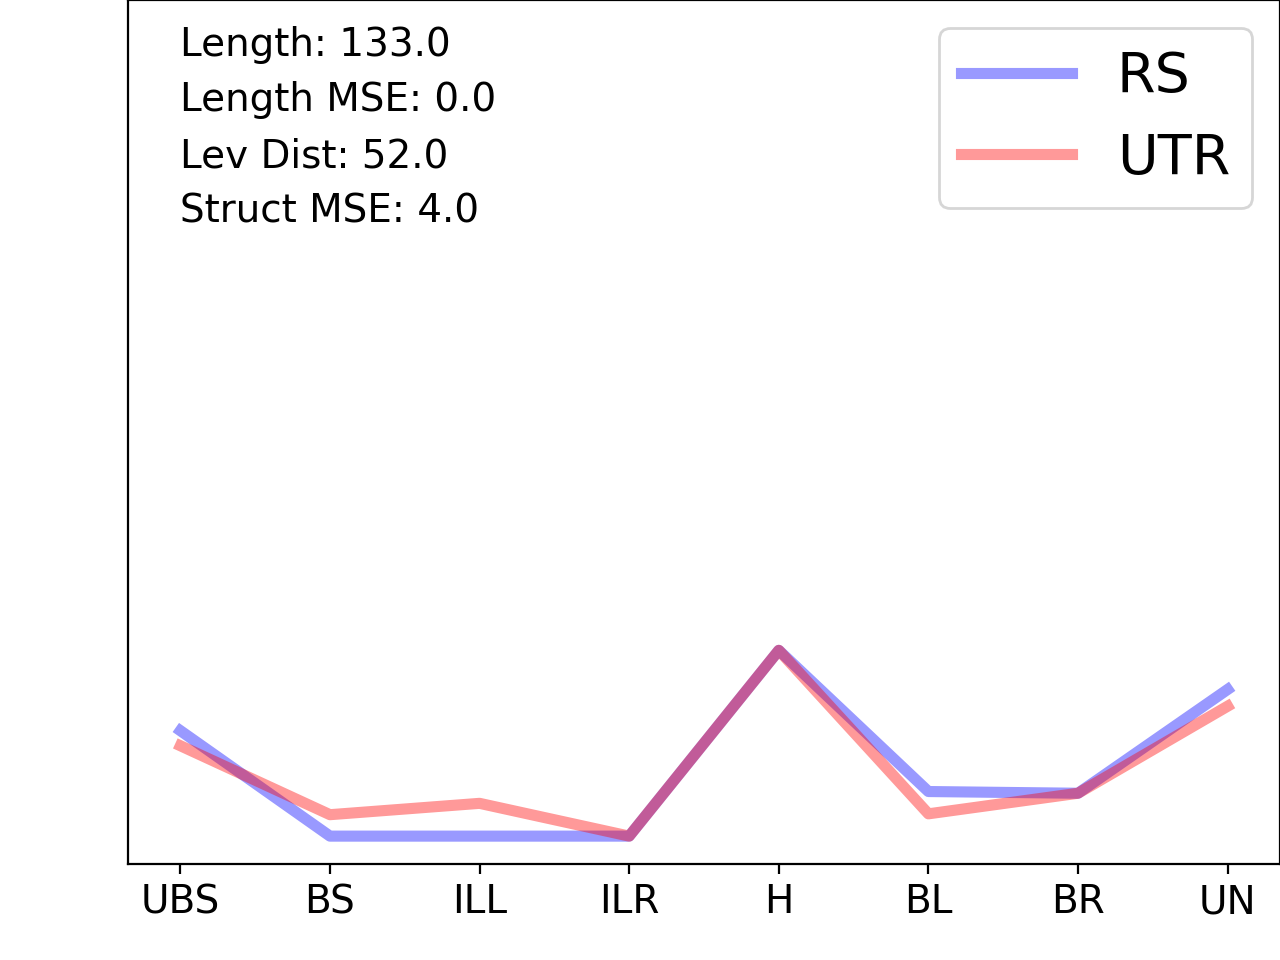 Length: 133.0
Length MSE: 0.0
Lev Dist: 52.0
Struct MSE: 4.0
RS
UTR
UBS BS ILL ILR H BL BR UN